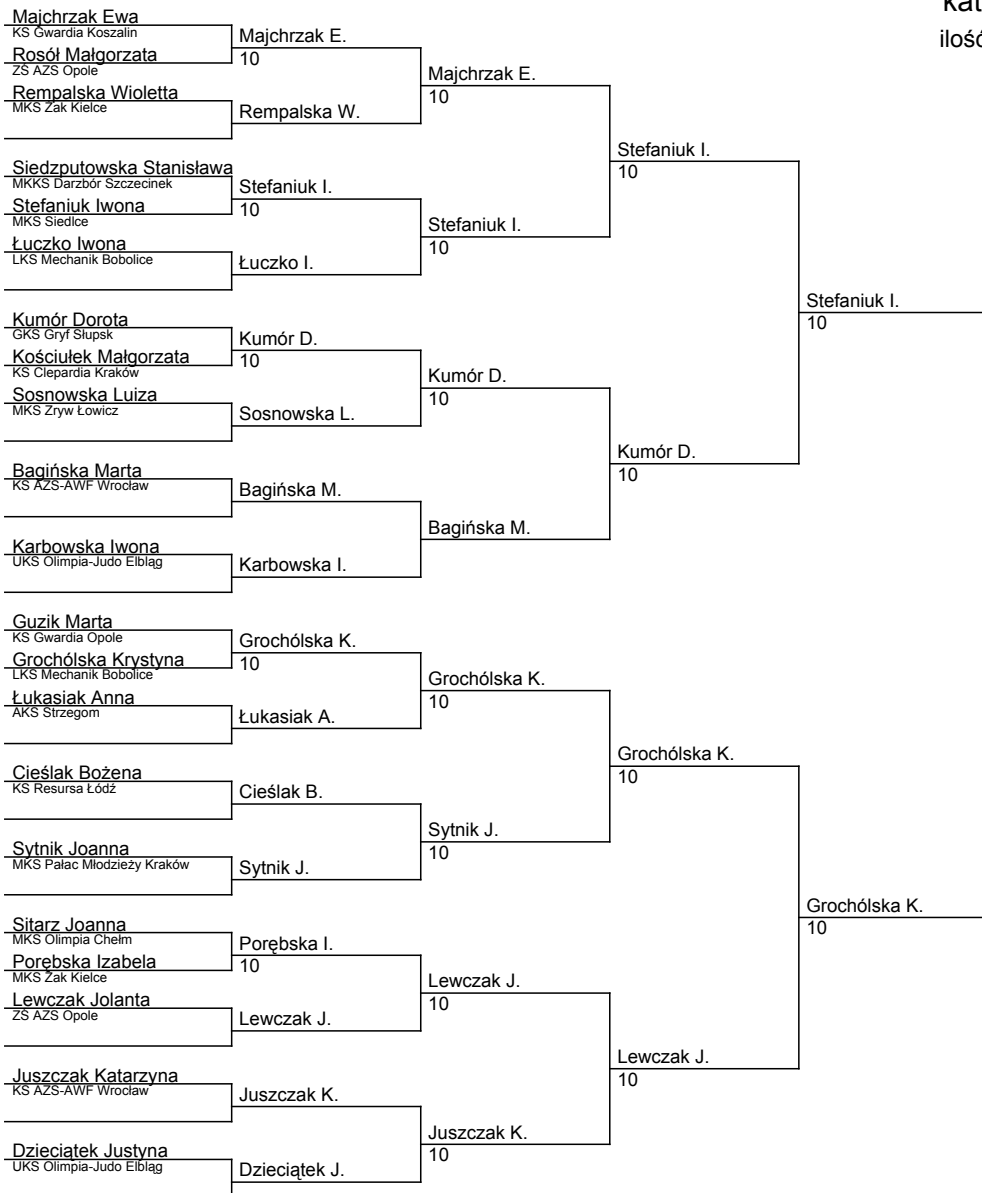 kat
ilość
Majchrzak Ewa
KS Gwardia Koszalin
Rosół Małgorzata
ZŚ AZS Opole
Rempalska Wioletta
MKS Żak Kielce
Siedzputowska Stanisława
MKKS Darzbór Szczecinek
Stefaniuk Iwona
MKS Siedlce
Łuczko Iwona
LKS Mechanik Bobolice
Kumór Dorota
GKS Gryf Słupsk
Kościułek Małgorzata
KS Clepardia Kraków
Sosnowska Luiza
MKS Zryw Łowicz
Bagińska Marta
KS AZS-AWF Wrocław
Karbowska Iwona
UKS Olimpia-Judo Elbląg
Guzik Marta
KS Gwardia Opole
Grochólska Krystyna
LKS Mechanik Bobolice
Łukasiak Anna
AKS Strzegom
Cieślak Bożena
KS Resursa Łódź
Sytnik Joanna
MKS Pałac Młodzieży Kraków
Sitarz Joanna
MKS Olimpia Chełm
Porębska Izabela
MKS Żak Kielce
Lewczak Jolanta
ZŚ AZS Opole
Juszczak Katarzyna
KS AZS-AWF Wrocław
Dzieciątek Justyna
UKS Olimpia-Judo Elbląg
Majchrzak E.
10
Rempalska W.
Stefaniuk I.
10
Łuczko I.
Kumór D.
10
Sosnowska L.
Bagińska M.
Karbowska I.
Grochólska K.
10
Łukasiak A.
Cieślak B.
Sytnik J.
Porębska I.
10
Lewczak J.
Juszczak K.
Dzieciątek J.
Majchrzak E.
10
Stefaniuk I.
10
Kumór D.
10
Bagińska M.
Grochólska K.
10
Sytnik J.
10
Lewczak J.
10
Juszczak K.
10
Stefaniuk I.
10
Kumór D.
10
Grochólska K.
10
Lewczak J.
10
Stefaniuk I.
10
Grochólska K.
10